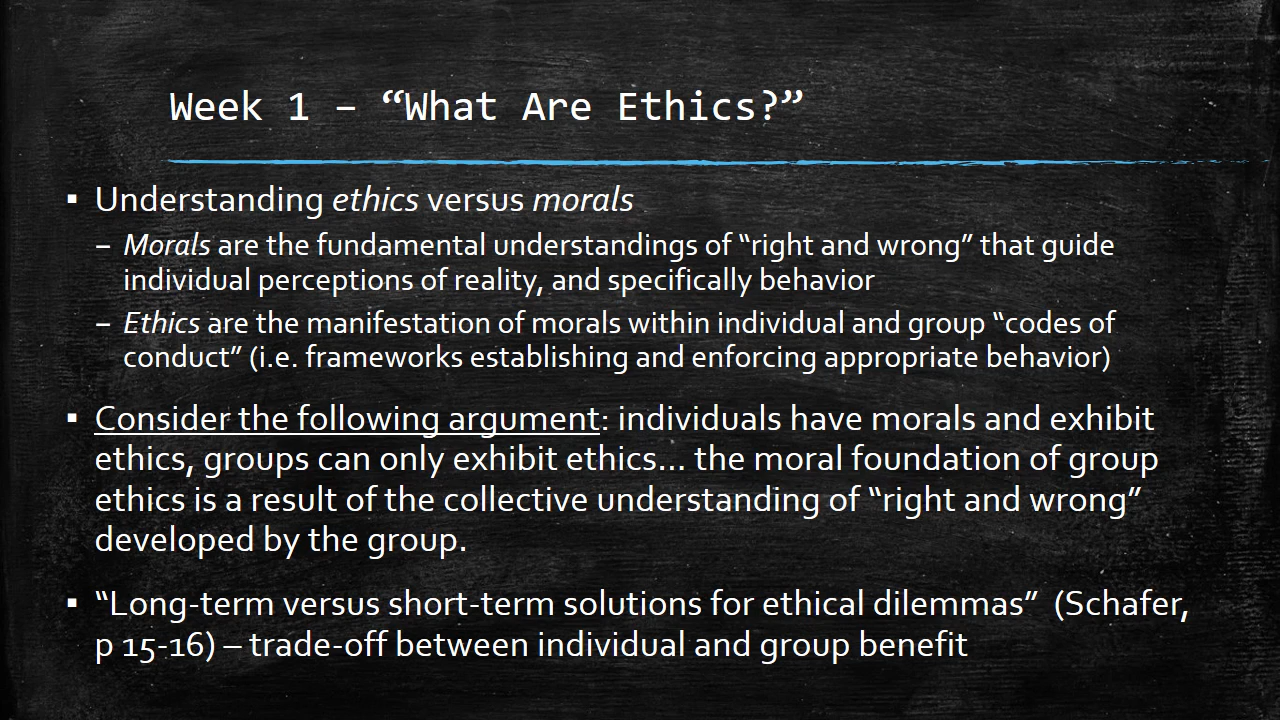 Week 1 – “What Are Ethics?”
▪ Understanding ethics versus morals
– Morals are the fundamental understandings of “right and wrong” that guide
individual perceptions of reality, and specifically behavior
– Ethics are the manifestation of morals within individual and group “codes of
conduct” (i.e. frameworks establishing and enforcing appropriate behavior)
▪ Consider the following argument: individuals have morals and exhibit
ethics, groups can only exhibit ethics… the moral foundation of group
ethics is a result of the collective understanding of “right and wrong”
developed by the group.
▪ “Long-term versus short-term solutions for ethical dilemmas” (Schafer,
p 15-16) – trade-off between individual and group benefit